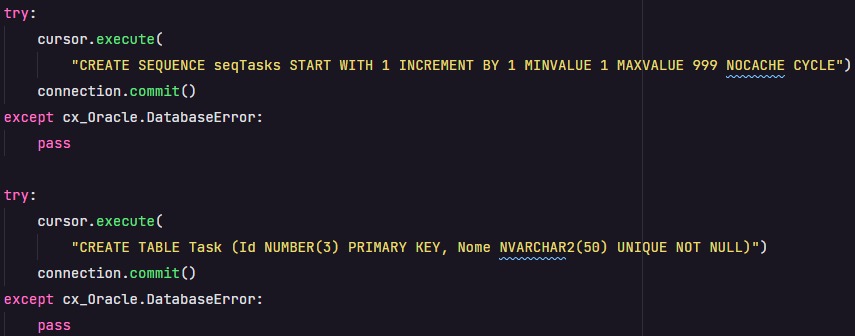 try:
    cursor.execute(
        "CREATE SEQUENCE seqTasks START WITH 1 INCREMENT BY 1 MINVALUE 1 MAXVALUE 999 NOCACHE CYCLE")
    connection.commit()
except cx_Oracle.DatabaseError:
    pass

try:
    cursor.execute(
        "CREATE TABLE Task (Id NUMBER(3) PRIMARY KEY, Nome NVARCHAR2(50) UNIQUE NOT NULL)")
    connection.commit()
except cx_Oracle.DatabaseError:
    pass